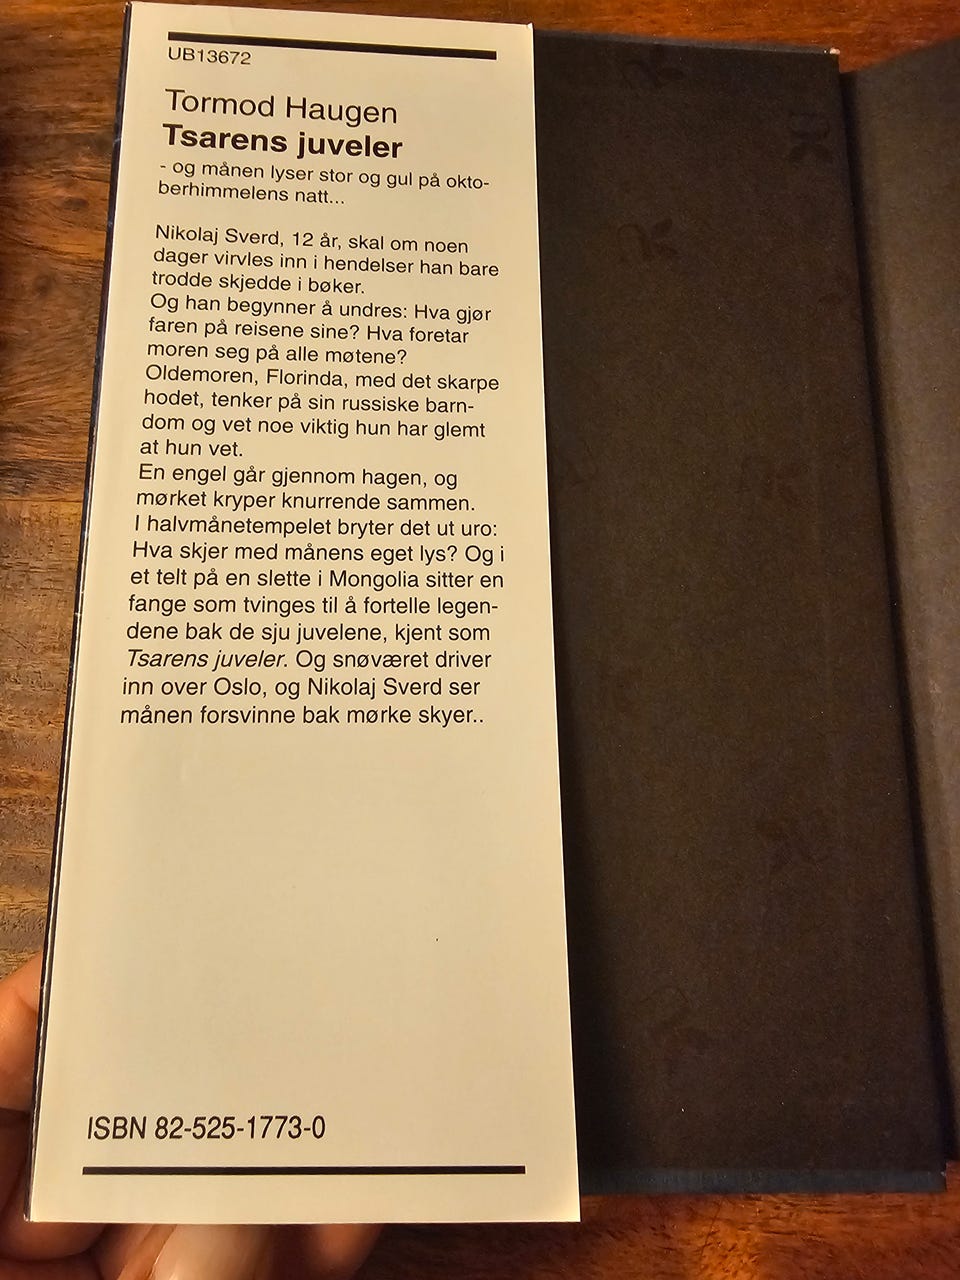 UB13672
Tormod Haugen
Tsarens juveler
- og månen lyser stor og gul på okto-
berhimmelens natt...
Nikolaj Sverd, 12 år, skal om noen
dager virvles inn i hendelser han bare
trodde skjedde i bøker.
Og han begynner å undres: Hva gjør
faren på reisene sine? Hva foretar
moren seg på alle møtene?
Oldemoren, Florinda, med det skarpe
hodet, tenker på sin russiske barn-
dom og vet noe viktig hun har glemt
at hun vet.
En engel går gjennom hagen, og
mørket kryper knurrende sammen.
I halvmånetempelet bryter det ut uro:
Hva skjer med månens eget lys? Og i
et telt på en slette i Mongolia sitter en
fange som tvinges til å fortelle legen-
dene bak de sju juvelene, kjent som
Tsarens juveler. Og snøværet driver
inn over Oslo, og Nikolaj Sverd ser
månen forsvinne bak mørke skyer..
ISBN 82-525-1773-0